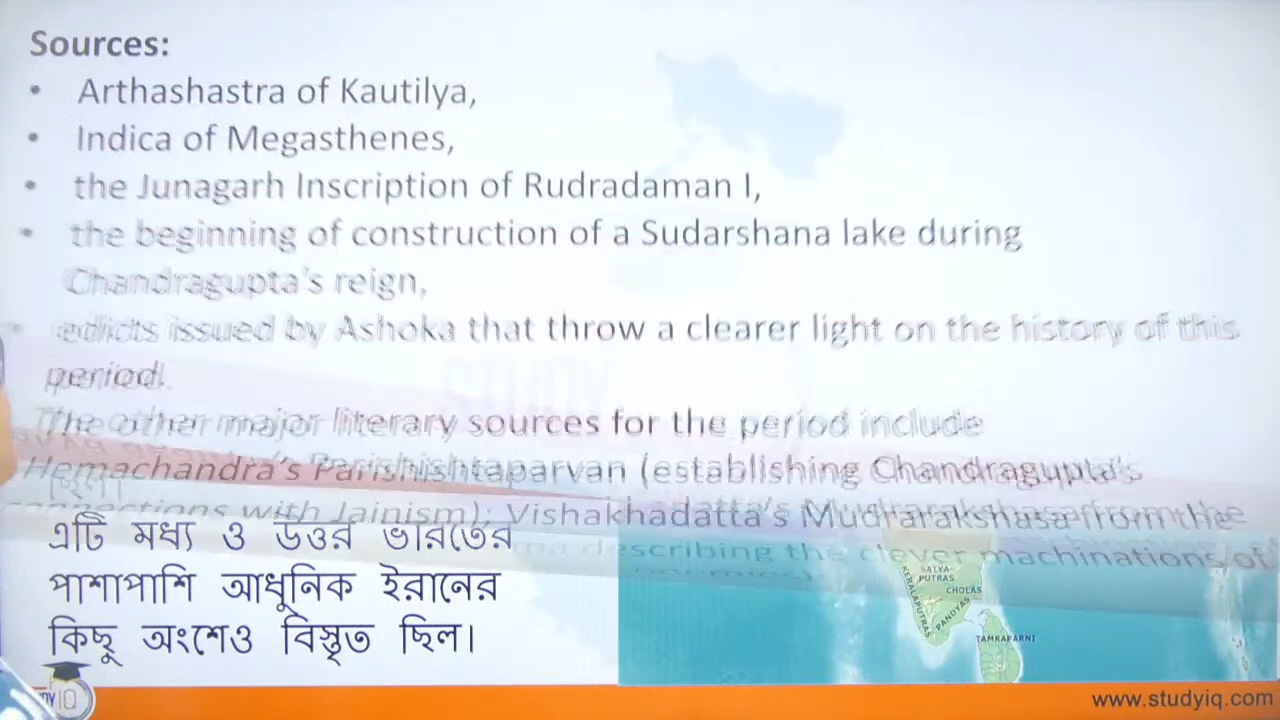 Sources:
• Arthashastra of Kautilya,
• Indica of Megasthenes,
• the Junagarh Inscription of Rudradaman I,
• the beginning of construction of a Sudarshana lake during
Chandragupta's reign,
• edicts issued by Ashoka that throw a clearer light on the history of this
period.
The other major literary sources for the period include
Hemachandra's Parishishtaparvan (establishing Chandragupta's
connections with Jainism); Vishakhadatta's Mudrarakshasa from the
describing the clever machinations of
ছিল।
এটি মধ্য ও উত্তর ভারতের
পাশাপাশি আধুনিক ইরানের
কিছু অংশেও বিস্তৃত ছিল।
SATYA-
PUTRAS
CHOLAS
KERALAPUTRAS
PANDYAS
TAMRAPARNI
IQ
www.studyiq.com